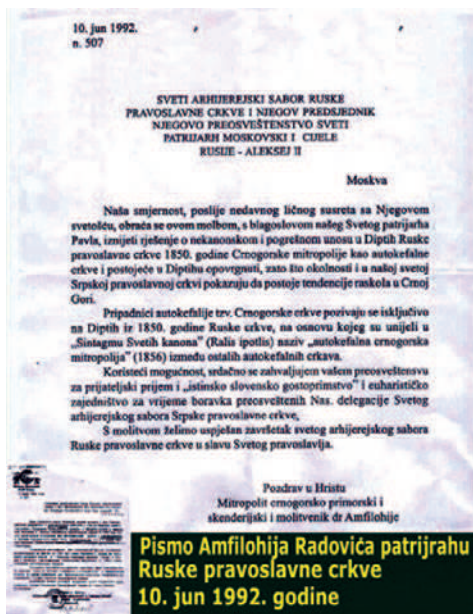 10. jun 1992.
n. 507
SVETI ARHIJEREJSKI SABOR RUSKE
PRAVOSLAVNE CRKVE I NJEGOV PREDSJEDNIK
NJEGOVO PREOSVEŠTENSTVO SVETI
PATRIJARH MOSKOVSKI I CIJELE
RUSIJE - ALEKSEJ II
Moskva
Naša smjernost, poslije nedavnog ličnog susreta sa Njegovom
svetošću, obraća se ovom molbom, s blagoslovom našeg Svetog patrijarha
Pavla, izmijeti rješenje o nekanonskom i pogrešnom unosu u Diptih Ruske
pravoslavne crkve 1850. godine Crnogorske mitropolije kao autokefalne
crkve i postojeće u Diptihu opovrgnuti, zato što okolnosti i u našoj svetoj
Srpskoj pravoslavnoj crkvi pokazuju da postoje tendencije raskola u Crnoj
Gori.
Pripadnici autokefalije tzv. Crnogorske crkve pozivaju se isključivo
na Diptih iz 1850. godine Ruske crkve, na osnovu kojeg su unijeli u
„Sintagmu Svetih kanona" (Ralis ipotlis) naziv „autokefalna crnogorska
mitropolija" (1856) između ostalih autokefalnih crkava.
Koristeći mogućnost, srdačno se zahvaljujem vašem preosveštensvu
za prijateljski prijem i „istinsko slovensko gostoprimstvo" i euharističko
zajedništvo za vrijeme boravka preosveštenih Nas. delegacije Svetog
arhijerejskog sabora Srpske pravoslavne crkve,
S molitvom želimo uspješan završetak svetog arhijerejskog sabora
Ruske pravoslavne crkve u slavu Svetog pravoslavlja.
Pozdrav u Hristu
Mitropolit crnogorsko primorski i
skenderijski i molitvenik dr Amfilohije
Pismo Amfilohija Radovića patrijrahu
Ruske pravoslavne crkve
10. jun 1992. godine